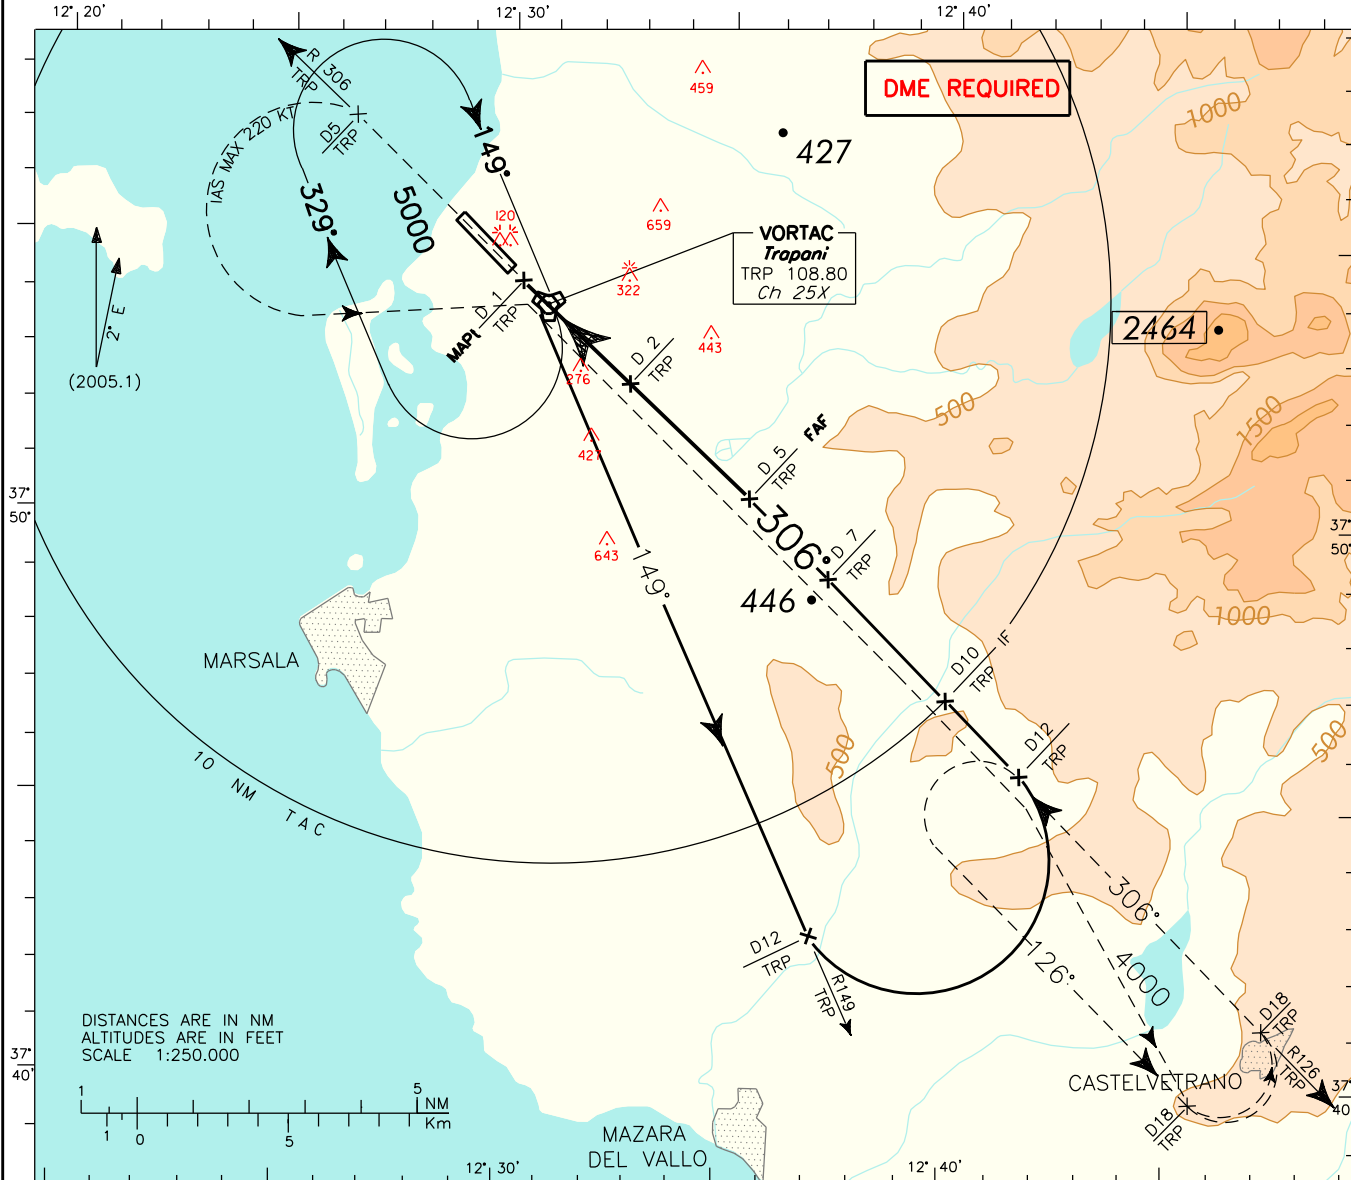 12° 20'
12° 30'
12° 40'
R 306
TRP
459
DME REQUIRED
1000
D5
TRP
IAS MAX 220 KT
149°
427
329°
5000
120
659
VORTAC
Trapani
TRP 108.80
Ch 25X
322
2° E
(2005.1)
MAPt
D 1
TRP
443
2464
D 2
TRP
276
500
1500
427
FAF
D 5
TRP
37°
50'
37°
50'
306°
D 7
TRP
643
149°
446
1000
MARSALA
D10
TRP
IF
D12
TRP
500
500
10 NM TAC
306°
D12
TRP
R149
TRP
126°
4000
D18
TRP
DISTANCES ARE IN NM
ALTITUDES ARE IN FEET
SCALE 1:250.000
37°
40'
R126
TRP
CASTELVETRANO
37°
40'
1
5
NM
Km
1
0
5
D18
TRP
MAZARA
DEL VALLO
12° 30'
12° 40'